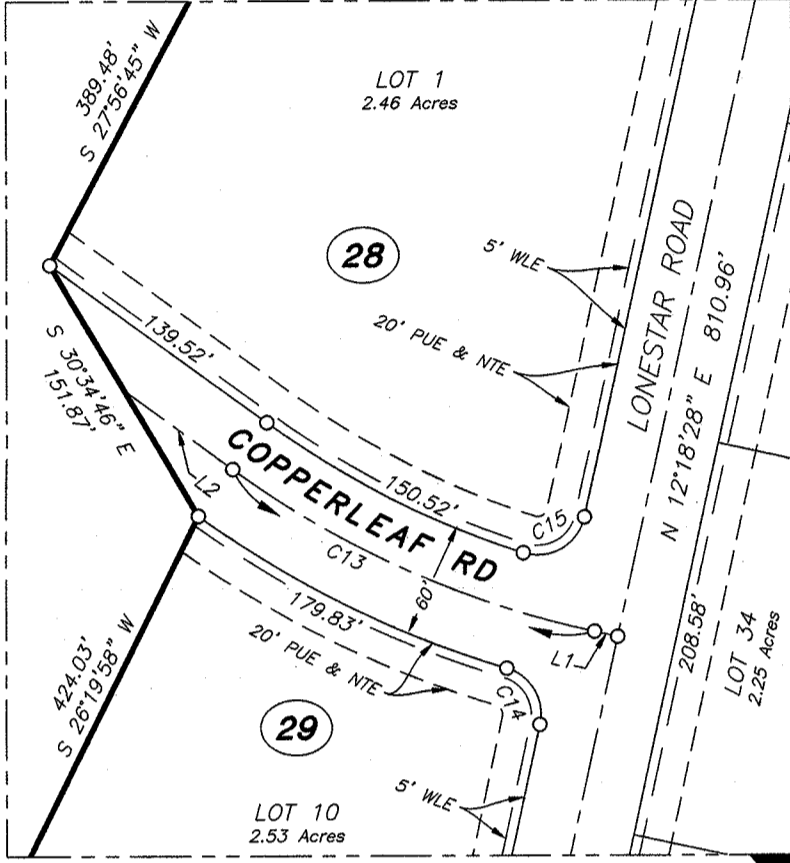 389.48'
S 27°56'45" W
LOT 1
2.46 Acres
28
5' WLE
20' PUE & NTE
LONESTAR ROAD
N 12°18'28" E 810.96'
139.52'
S 30°34'46" E
151.87'
L2
COPPERLEAF RD
150.52'
C15
C13
60'
L1
179.83'
20' PUE & NTE
C14
208.58'
LOT 34
2.25 Acres
424.03'
S 26°19'58" W
29
5' WLE
LOT 10
2.53 Acres